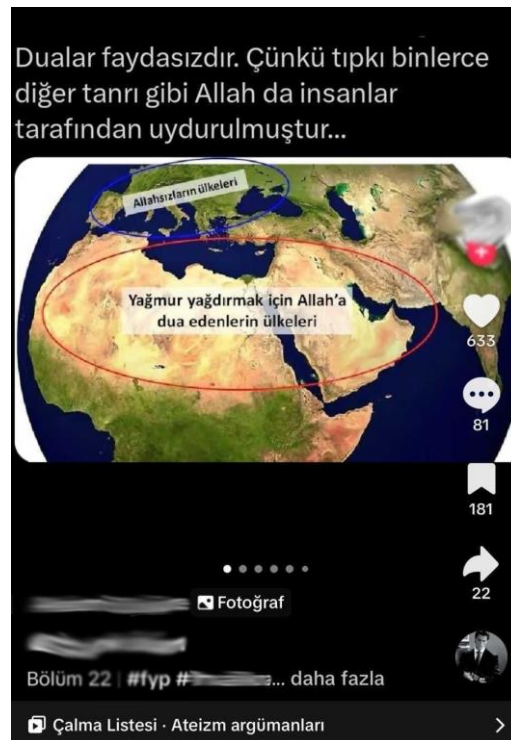 Dualar faydasızdır. Çünkü tıpkı binlerce
diğer tanrı gibi Allah da insanlar
tarafından uydurulmuştur...
Allahsızların ülkeleri
Yağmur yağdırmak için Allah'a
dua edenlerin ülkeleri
633
81
181
22
Fotoğraf
Bölüm 22 #fyp #... daha fazla
Çalma Listesi · Ateizm argümanları